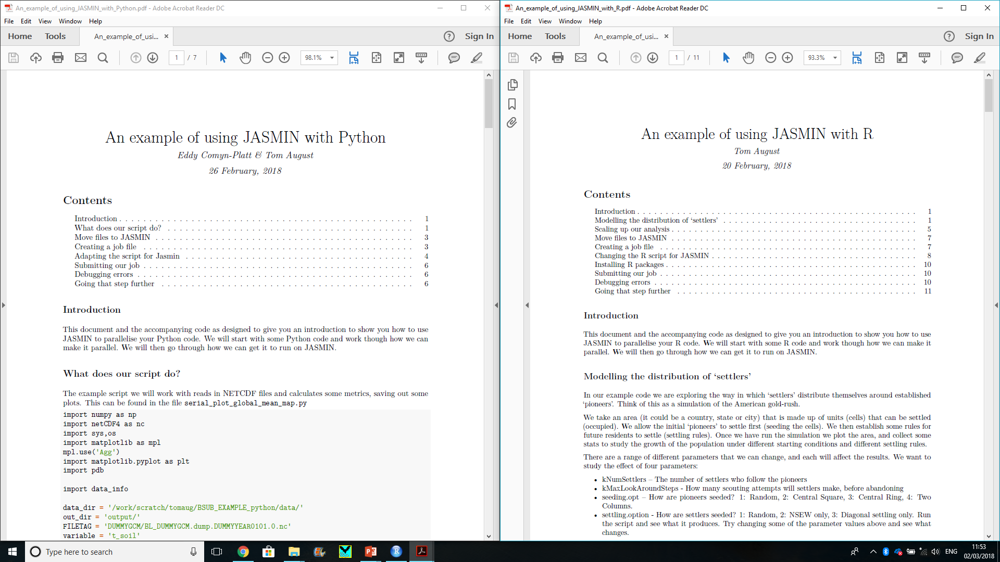 An_example_of_using_JASMIN_with_Python.pdf - Adobe Acrobat Reader DC
File Edit View Window Help
Home Tools An_example_of_usi... × ? Sign In
1 / 7 98.1%
An example of using JASMIN with Python
Eddy Comyn-Platt & Tom August
26 February, 2018
Contents
Introduction . . . . . . . . . . 1
What does our script do? . . . . . . . . . . 1
Move files to JASMIN . . . . . . . . . . 3
Creating a job file . . . . . . . . . . 3
Adapting the script for Jasmin . . . . . . . . . . 4
Submitting our job . . . . . . . . . . 6
Debugging errors . . . . . . . . . . 6
Going that step further . . . . . . . . . . 6
Introduction
This document and the accompanying code as designed to give you an introduction to show you how to use
JASMIN to parallelise your Python code. We will start with some Python code and work though how we can
make it parallel. We will then go through how we can get it to run on JASMIN.
What does our script do?
The example script we will work with reads in NETCDF files and calculates some metrics, saving out some
plots. This can be found in the file serial_plot_global_mean_map.py
import numpy as np
import netCDF4 as nc
import sys,os
import matplotlib as mpl
mpl.use('Agg')
import matplotlib.pyplot as plt
import pdb
import data_info
data_dir = '/work/scratch/tomaug/BSUB_EXAMPLE_python/data/'
out_dir = 'output/'
FILETAG = 'DUMMYGCM/BL_DUMMYGCM.dump.DUMMYYEAR0101.0.nc'
variable = 't_soil'
An_example_of_using_JASMIN_with_R.pdf - Adobe Acrobat Reader DC
File Edit View Window Help
Home Tools An_example_of_usi... × ? Sign In
1 / 11 93.3%
An example of using JASMIN with R
Tom August
20 February, 2018
Contents
Introduction . . . . . . . . . . 1
Modelling the distribution of ‘settlers’ . . . . . . . . . . 1
Scaling up our analysis . . . . . . . . . . 5
Move files to JASMIN . . . . . . . . . . 7
Creating a job file . . . . . . . . . . 7
Changing the R script for JASMIN . . . . . . . . . . 8
Installing R packages . . . . . . . . . . 10
Submitting our job . . . . . . . . . . 10
Debugging errors . . . . . . . . . . 10
Going that step further . . . . . . . . . . 11
Introduction
This document and the accompanying code as designed to give you an introduction to show you how to use
JASMIN to parallelise your R code. We will start with some R code and work though how we can make it
parallel. We will then go through how we can get it to run on JASMIN.
Modelling the distribution of ‘settlers’
In our example code we are exploring the way in which ‘settlers’ distribute themselves around established
‘pioneers’. Think of this as a simulation of the American gold-rush.
We take an area (it could be a country, state or city) that is made up of units (cells) that can be settled
(occupied). We allow the initial ‘pioneers’ to settle first (seeding the cells). We then establish some rules for
future residents to settle (settling rules). Once we have run the simulation we plot the area, and collect some
stats to study the growth of the population under different starting conditions and different settling rules.
There are a range of different parameters that we can change, and each will affect the results. We want to
study the effect of four parameters:
• kNumSettlers – The number of settlers who follow the pioneers
• kMaxLookAroundSteps - How many scouting attempts will settlers make, before abandoning
• seeding.opt – How are pioneers seeded? 1: Random, 2: Central Square, 3: Central Ring, 4: Two
Columns.
• settling.option - How are settlers seeded? 1: Random, 2: NSEW only, 3: Diagonal settling only. Run
the script and see what it produces. Try changing some of the parameter values above and see what
changes.
Type here to search
ENG
11:53
02/03/2018